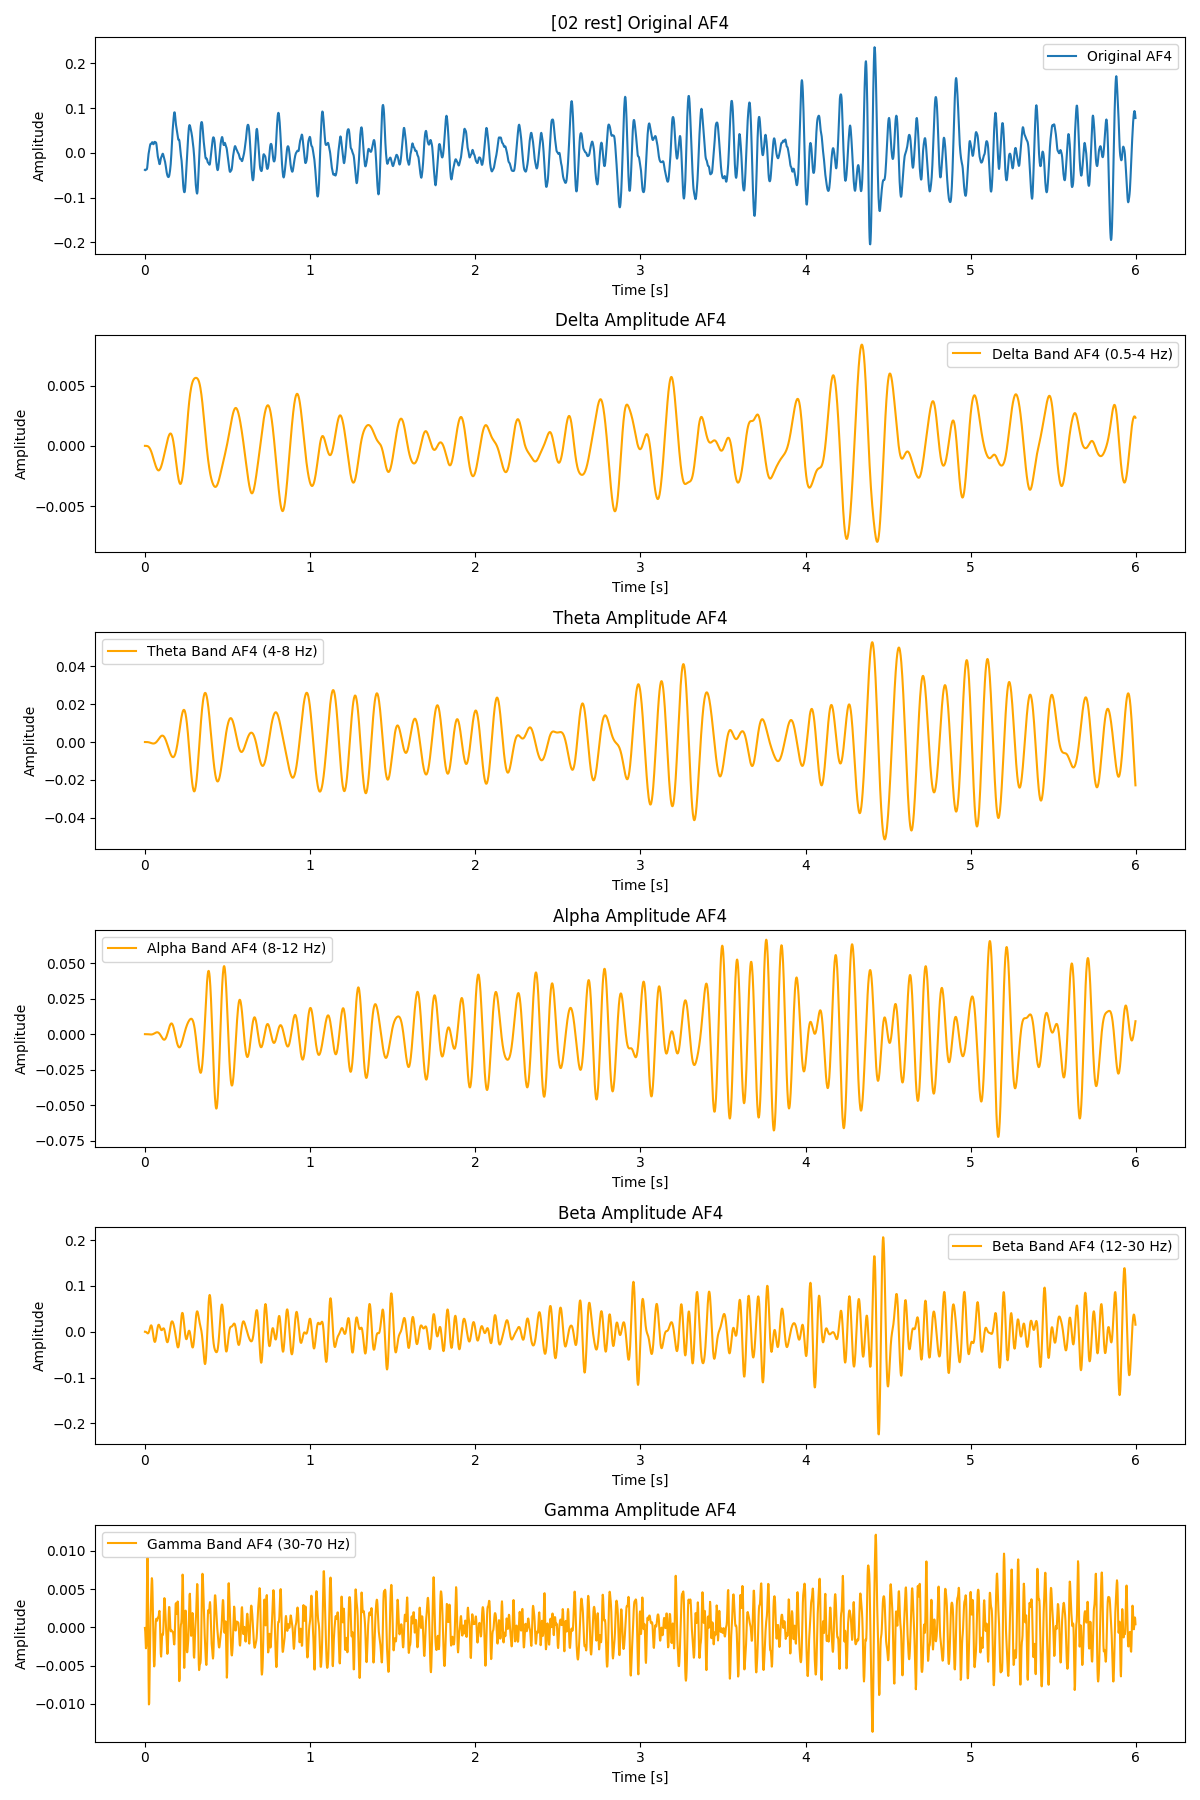 [02 rest] Original AF4
Original AF4
Amplitude
0.2
0.1
0.0
−0.1
−0.2
0 1 2 3 4 5 6
Time [s]
Delta Amplitude AF4
Delta Band AF4 (0.5-4 Hz)
Amplitude
0.005
0.000
−0.005
0 1 2 3 4 5 6
Time [s]
Theta Amplitude AF4
Theta Band AF4 (4-8 Hz)
Amplitude
0.04
0.02
0.00
−0.02
−0.04
0 1 2 3 4 5 6
Time [s]
Alpha Amplitude AF4
Alpha Band AF4 (8-12 Hz)
Amplitude
0.050
0.025
0.000
−0.025
−0.050
−0.075
0 1 2 3 4 5 6
Time [s]
Beta Amplitude AF4
Beta Band AF4 (12-30 Hz)
Amplitude
0.2
0.1
0.0
−0.1
−0.2
0 1 2 3 4 5 6
Time [s]
Gamma Amplitude AF4
Gamma Band AF4 (30-70 Hz)
Amplitude
0.010
0.005
0.000
−0.005
−0.010
0 1 2 3 4 5 6
Time [s]